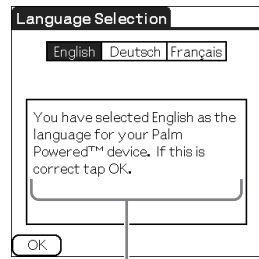 Language Selection
English Deutsch Français
You have selected English as the
language for your Palm
Powered™ device. If this is
correct tap OK.
OK